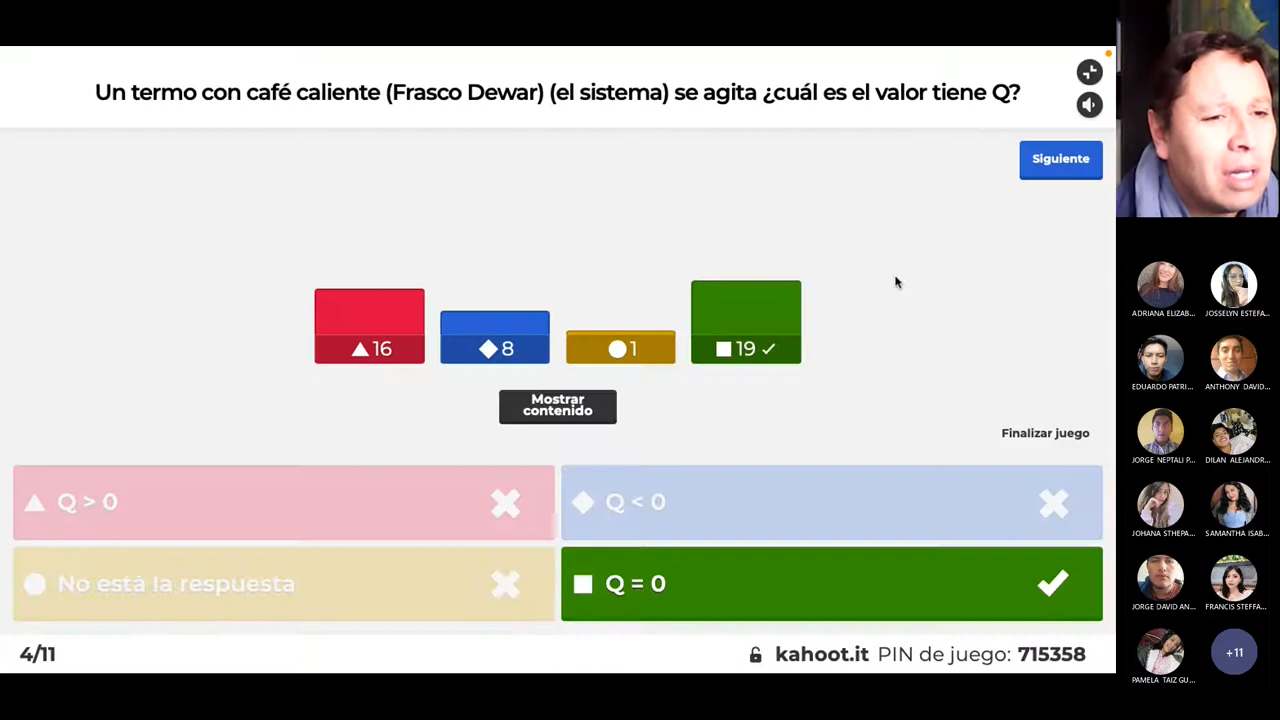 Un termo con café caliente (Frasco Dewar) (el sistema) se agita ¿cuál es el valor tiene Q?
Siguiente
16
8
1
19
Mostrar
contenido
Finalizar juego
Q > 0
Q < 0
No está la respuesta
Q = 0
4/11
kahoot.it PIN de juego: 715358
ADRIANA ELIZAB...
JOSSELYN ESTEFA...
EDUARDO PATRI...
ANTHONY DAVID...
JORGE NEPTALI P...
DILAN ALEJANDR...
JOHANA STHEPA...
SAMANTHA ISAB...
JORGE DAVID AN...
FRANCIS STEFFA...
PAMELA TAIZ GU...
+11